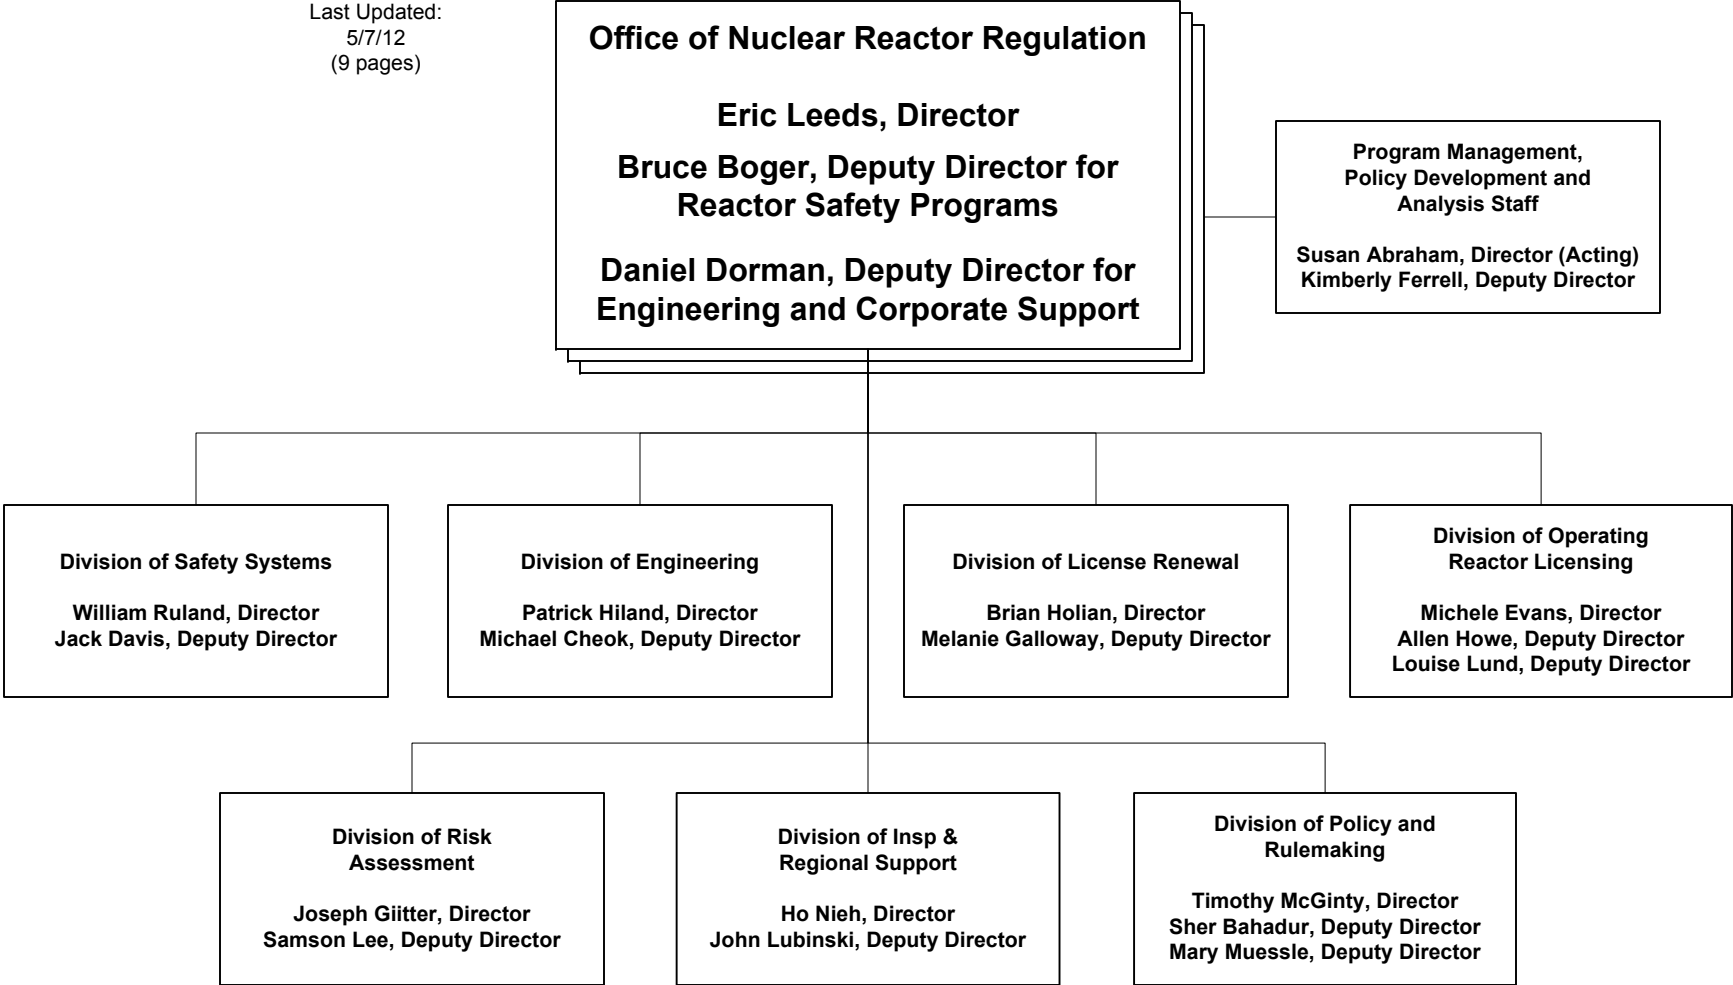 Last Updated:
5/7/12
(9 pages)
Office of Nuclear Reactor Regulation
Eric Leeds, Director
Bruce Boger, Deputy Director for
Reactor Safety Programs
Daniel Dorman, Deputy Director for
Engineering and Corporate Support
Program Management,
Policy Development and
Analysis Staff
Susan Abraham, Director (Acting)
Kimberly Ferrell, Deputy Director
Division of Safety Systems
William Ruland, Director
Jack Davis, Deputy Director
Division of Engineering
Patrick Hiland, Director
Michael Cheok, Deputy Director
Division of License Renewal
Brian Holian, Director
Melanie Galloway, Deputy Director
Division of Operating
Reactor Licensing
Michele Evans, Director
Allen Howe, Deputy Director
Louise Lund, Deputy Director
Division of Risk
Assessment
Joseph Giitter, Director
Samson Lee, Deputy Director
Division of Insp &
Regional Support
Ho Nieh, Director
John Lubinski, Deputy Director
Division of Policy and
Rulemaking
Timothy McGinty, Director
Sher Bahadur, Deputy Director
Mary Muessle, Deputy Director